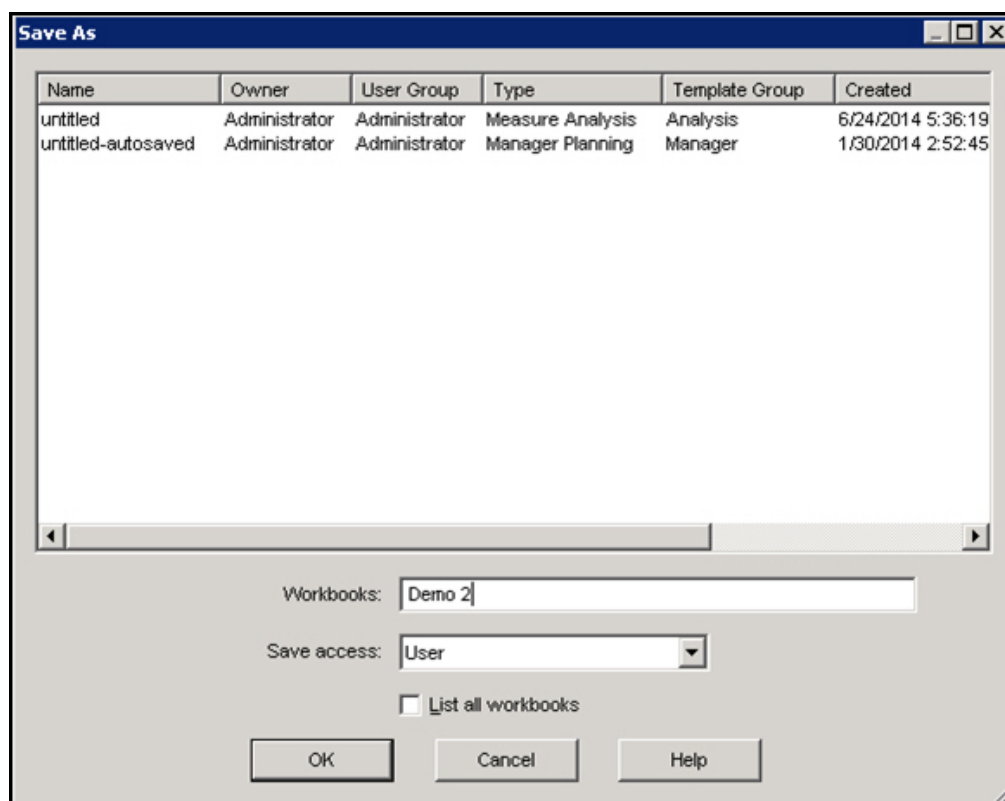 Save As
Name Owner User Group Type Template Group Created
untitled Administrator Administrator Measure Analysis Analysis 6/24/2014 5:36:19
untitled-autosaved Administrator Administrator Manager Planning Manager 1/30/2014 2:52:45
Workbooks: Demo 2
Save access: User
List all workbooks
OK Cancel Help